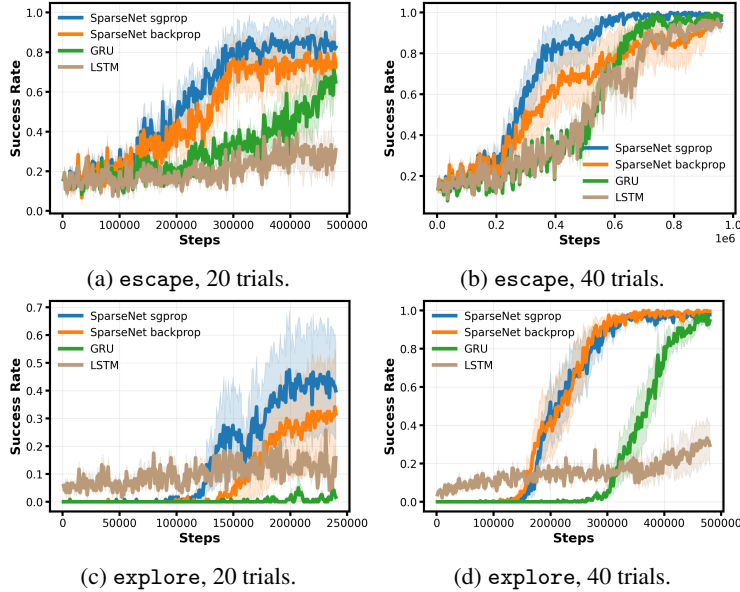 1.0
0.8
0.6
0.4
0.2
0.0
Success Rate
SparseNet sgprop
SparseNet backprop
GRU
LSTM
0 100000 200000 300000 400000 500000
Steps
(a) escape, 20 trials.
1.0
0.8
0.6
0.4
0.2
Success Rate
SparseNet sgprop
SparseNet backprop
GRU
LSTM
0.0 0.2 0.4 0.6 0.8 1.0
1e6
Steps
(b) escape, 40 trials.
0.7
0.6
0.5
0.4
0.3
0.2
0.1
0.0
Success Rate
SparseNet sgprop
SparseNet backprop
GRU
LSTM
0 50000 100000 150000 200000 250000
Steps
(c) explore, 20 trials.
1.0
0.8
0.6
0.4
0.2
0.0
Success Rate
SparseNet sgprop
SparseNet backprop
GRU
LSTM
0 100000 200000 300000 400000 500000
Steps
(d) explore, 40 trials.